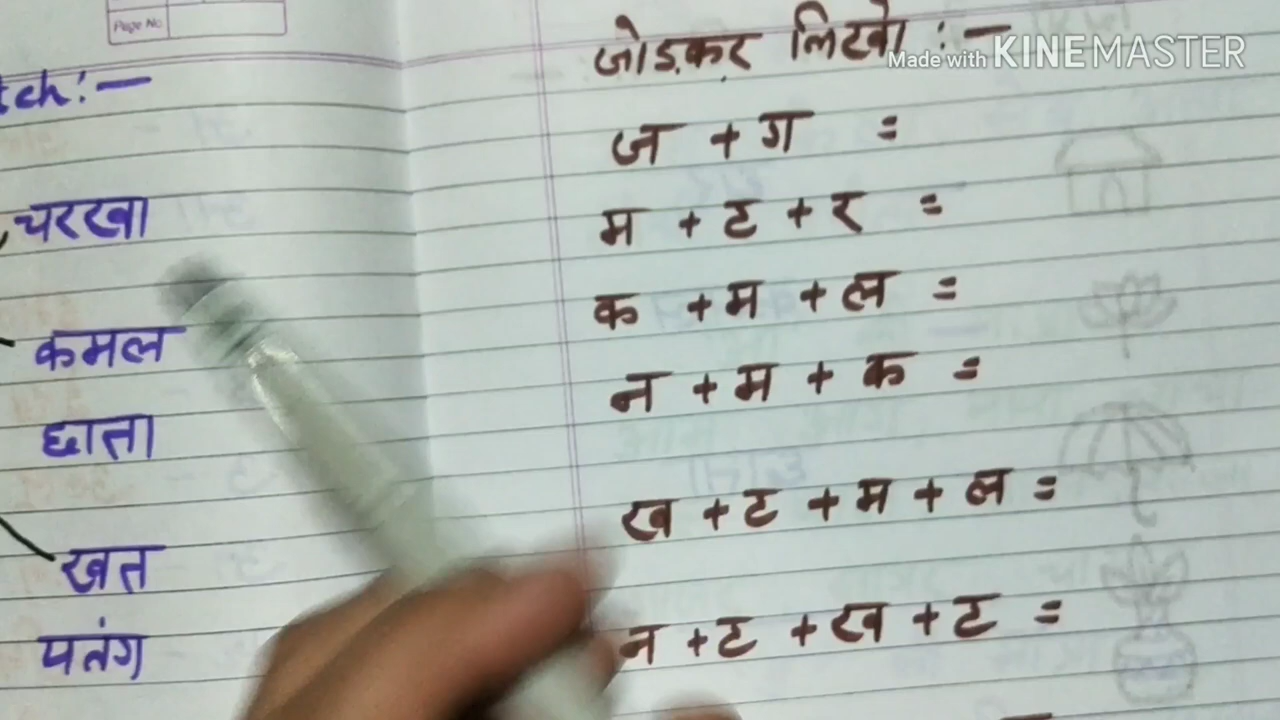 Page No
tch:-
चरखा
कमल
छाता
खत
पतंग
जोड़कर लिखो :-
Made with KINEMASTER
ज + ग =
म + ट + र =
क + म + ल =
न + म + क =
ख + ट + म + ल =
न + ट + ख + ट =